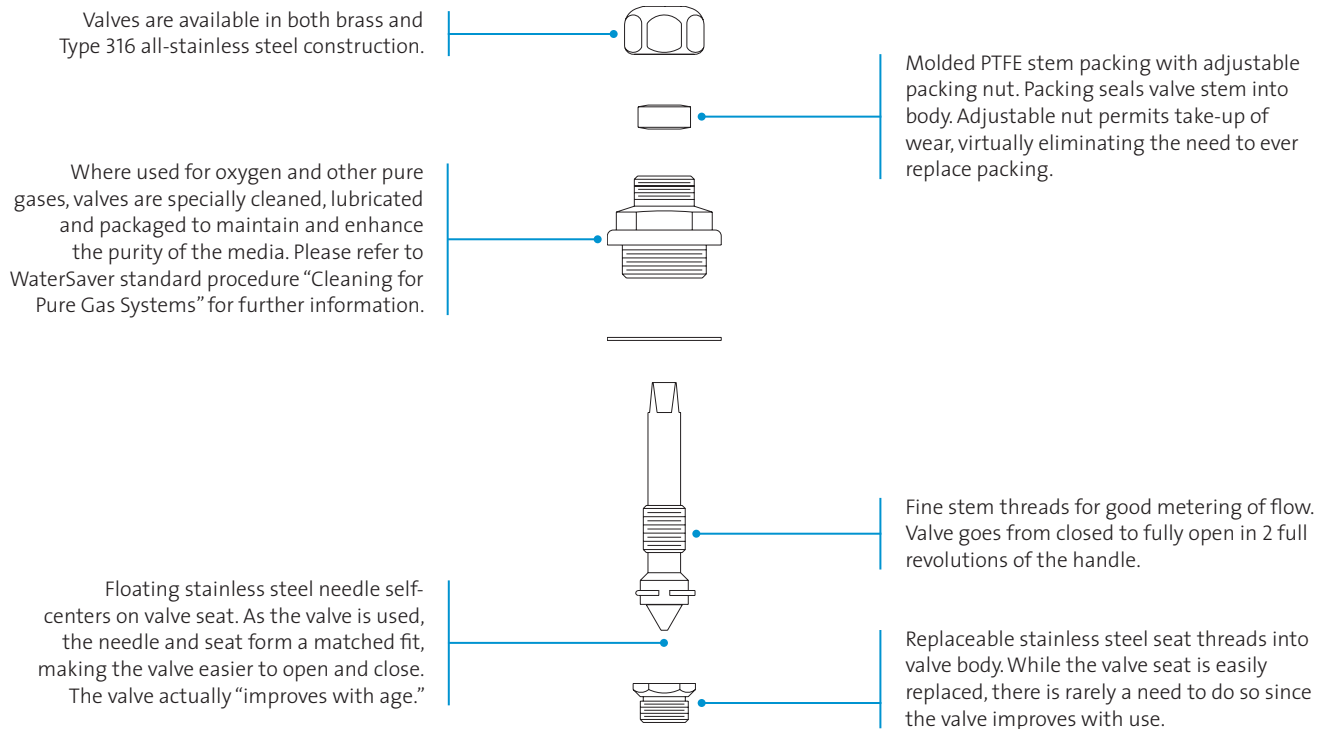 Valves are available in both brass and
Type 316 all-stainless steel construction.
Molded PTFE stem packing with adjustable
packing nut. Packing seals valve stem into
body. Adjustable nut permits take-up of
wear, virtually eliminating the need to ever
replace packing.
Where used for oxygen and other pure
gases, valves are specially cleaned, lubricated
and packaged to maintain and enhance
the purity of the media. Please refer to
WaterSaver standard procedure “Cleaning for
Pure Gas Systems” for further information.
Fine stem threads for good metering of flow.
Valve goes from closed to fully open in 2 full
revolutions of the handle.
Floating stainless steel needle self-
centers on valve seat. As the valve is used,
the needle and seat form a matched fit,
making the valve easier to open and close.
The valve actually “improves with age.”
Replaceable stainless steel seat threads into
valve body. While the valve seat is easily
replaced, there is rarely a need to do so since
the valve improves with use.